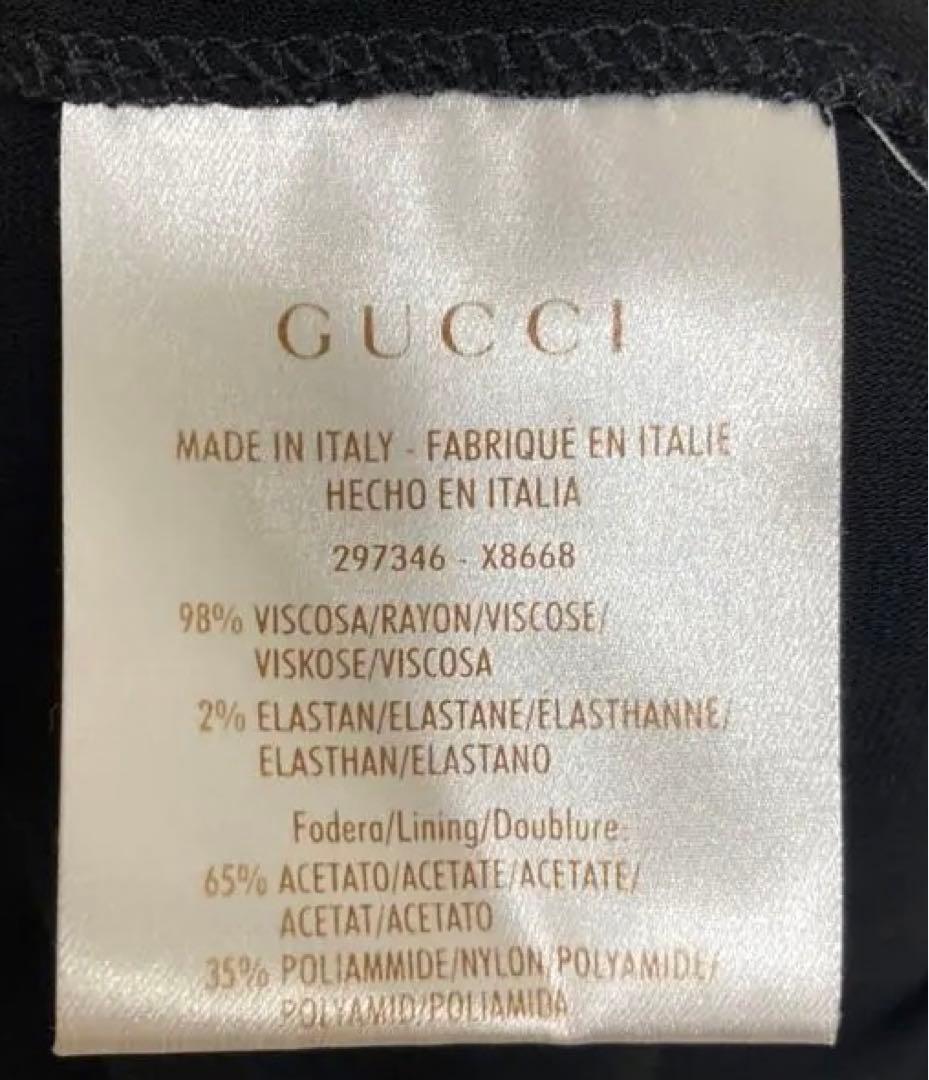 GUCCI
MADE IN ITALY - FABRIQUÉ EN ITALIE
HECHO EN ITALIA
297346 - X8668
98% VISCOSA/RAYON/VISCOSE/
VISKOSE/VISCOSA
2% ELASTAN/ELASTANE/ELASTHANNE/
ELASTHAN/ELASTANO
Fodera/Lining/Doublure:
65% ACETATO/ACETATE/ACETATE/
ACETAT/ACETATO
35% POLIAMMIDE/NYLON/POLYAMIDE/
POLYAMID/POLIAMIDA